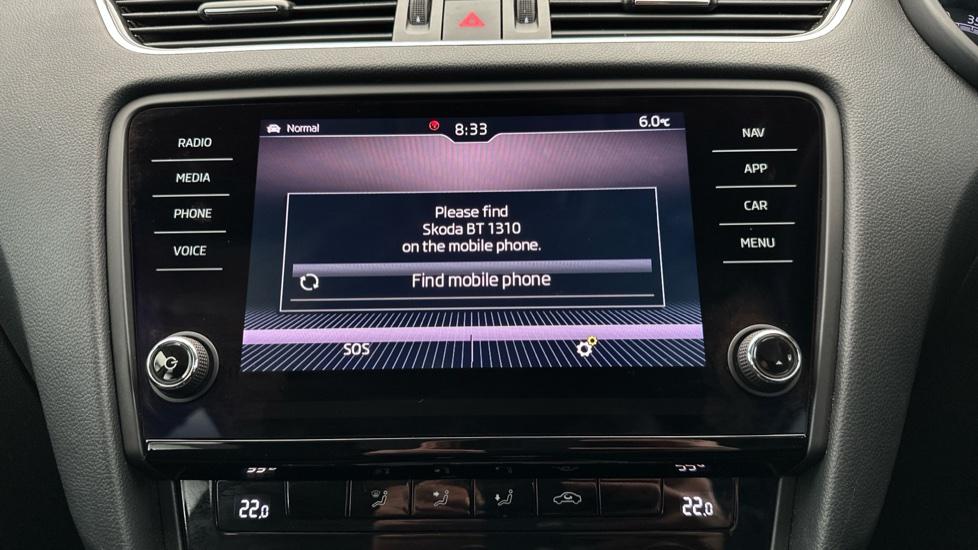 RADIO
MEDIA
PHONE
VOICE
Normal
8:33
6.0°C
Please find
Skoda BT 1310
on the mobile phone.
Find mobile phone
SOS
NAV
APP
CAR
MENU
22.0
22.0